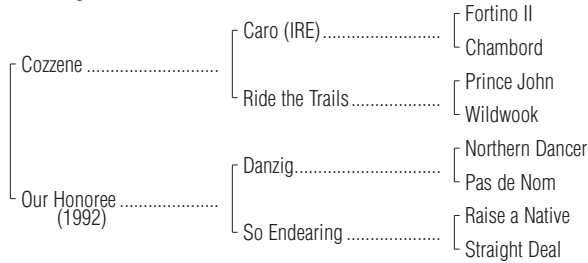 Fortino II
Caro (IRE)
Chambord
Cozzene
Prince John
Ride the Trails
Wildwook
Northern Dancer
Danzig
Pas de Nom
Our Honoree
(1992)
Raise a Native
So Endearing
Straight Deal